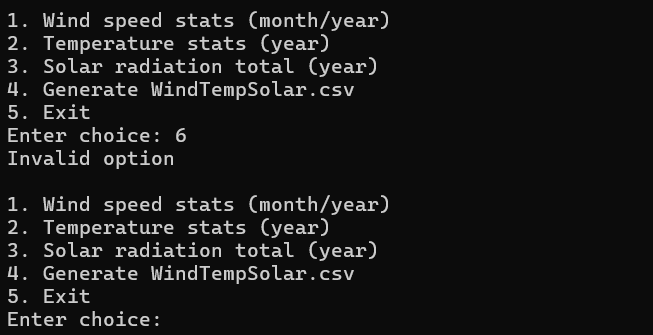 1. Wind speed stats (month/year)
2. Temperature stats (year)
3. Solar radiation total (year)
4. Generate WindTempSolar.csv
5. Exit
Enter choice: 6
Invalid option

1. Wind speed stats (month/year)
2. Temperature stats (year)
3. Solar radiation total (year)
4. Generate WindTempSolar.csv
5. Exit
Enter choice: